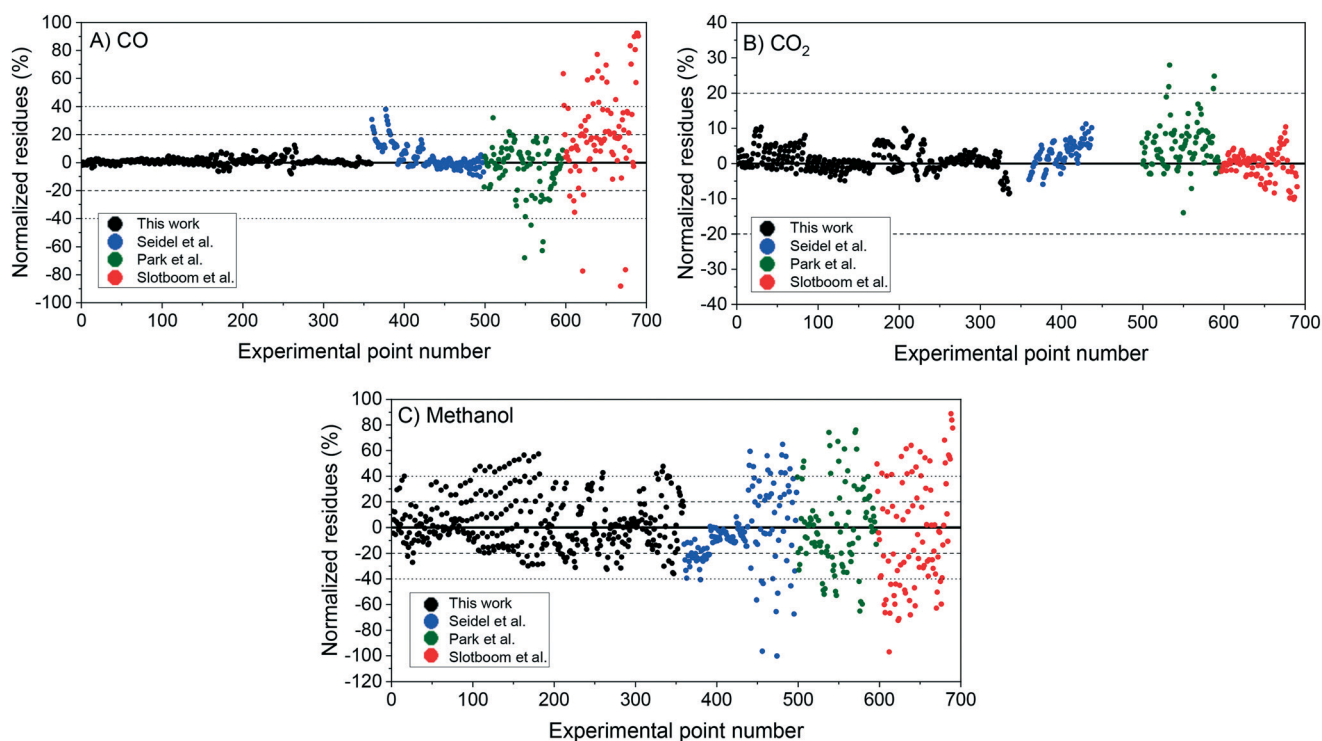 A) CO
Normalized residues (%)
100
80
60
40
20
0
-20
-40
-60
-80
-100
This work
Seidel et al.
Park et al.
Slotboom et al.
0 100 200 300 400 500 600 700
Experimental point number
B) CO₂
Normalized residues (%)
40
30
20
10
0
-10
-20
-30
-40
This work
Seidel et al.
Park et al.
Slotboom et al.
0 100 200 300 400 500 600 700
Experimental point number
C) Methanol
Normalized residues (%)
100
80
60
40
20
0
-20
-40
-60
-80
-100
-120
This work
Seidel et al.
Park et al.
Slotboom et al.
0 100 200 300 400 500 600 700
Experimental point number